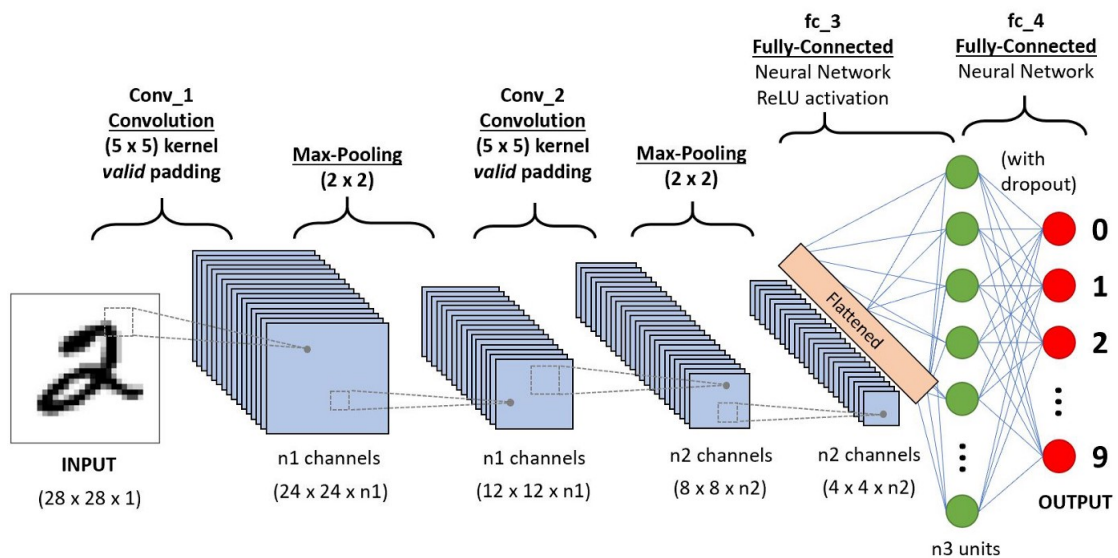 Conv_1
Convolution
(5 x 5) kernel
valid padding
Max-Pooling
(2 x 2)
Conv_2
Convolution
(5 x 5) kernel
valid padding
Max-Pooling
(2 x 2)
fc_3
Fully-Connected
Neural Network
ReLU activation
fc_4
Fully-Connected
Neural Network
(with
dropout)
2
INPUT
(28 x 28 x 1)
n1 channels
(24 x 24 x n1)
n1 channels
(12 x 12 x n1)
n2 channels
(8 x 8 x n2)
n2 channels
(4 x 4 x n2)
Flattened
n3 units
0
1
2
9
OUTPUT